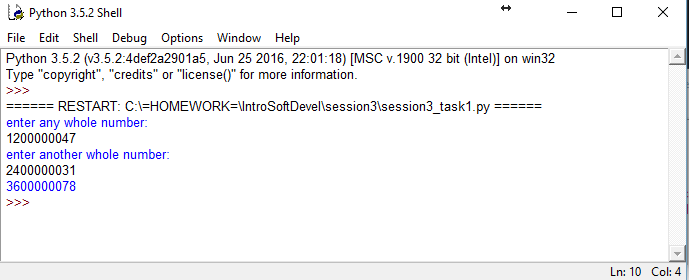 Python 3.5.2 Shell
File Edit Shell Debug Options Window Help
Python 3.5.2 (v3.5.2:4def2a2901a5, Jun 25 2016, 22:01:18) [MSC v.1900 32 bit (Intel)] on win32
Type "copyright", "credits" or "license()" for more information.
>>>
====== RESTART: C:\=HOMEWORK=\IntroSoftDevel\session3\session3_task1.py ======
enter any whole number:
1200000047
enter another whole number:
2400000031
3600000078
>>>
Ln: 10 Col: 4